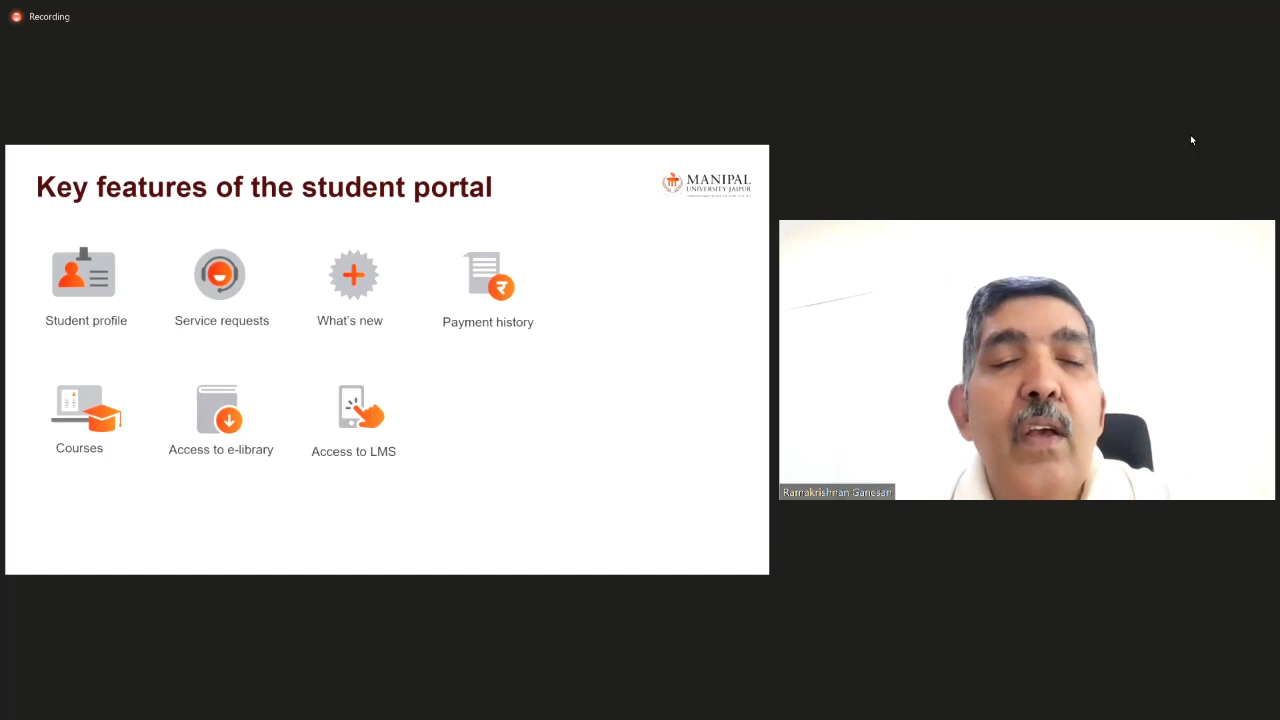 Recording
Key features of the student portal
MANIPAL
UNIVERSITY JAIPUR
Student profile
Service requests
What's new
Payment history
Courses
Access to e-library
Access to LMS
Ramakrishnan Ganesan